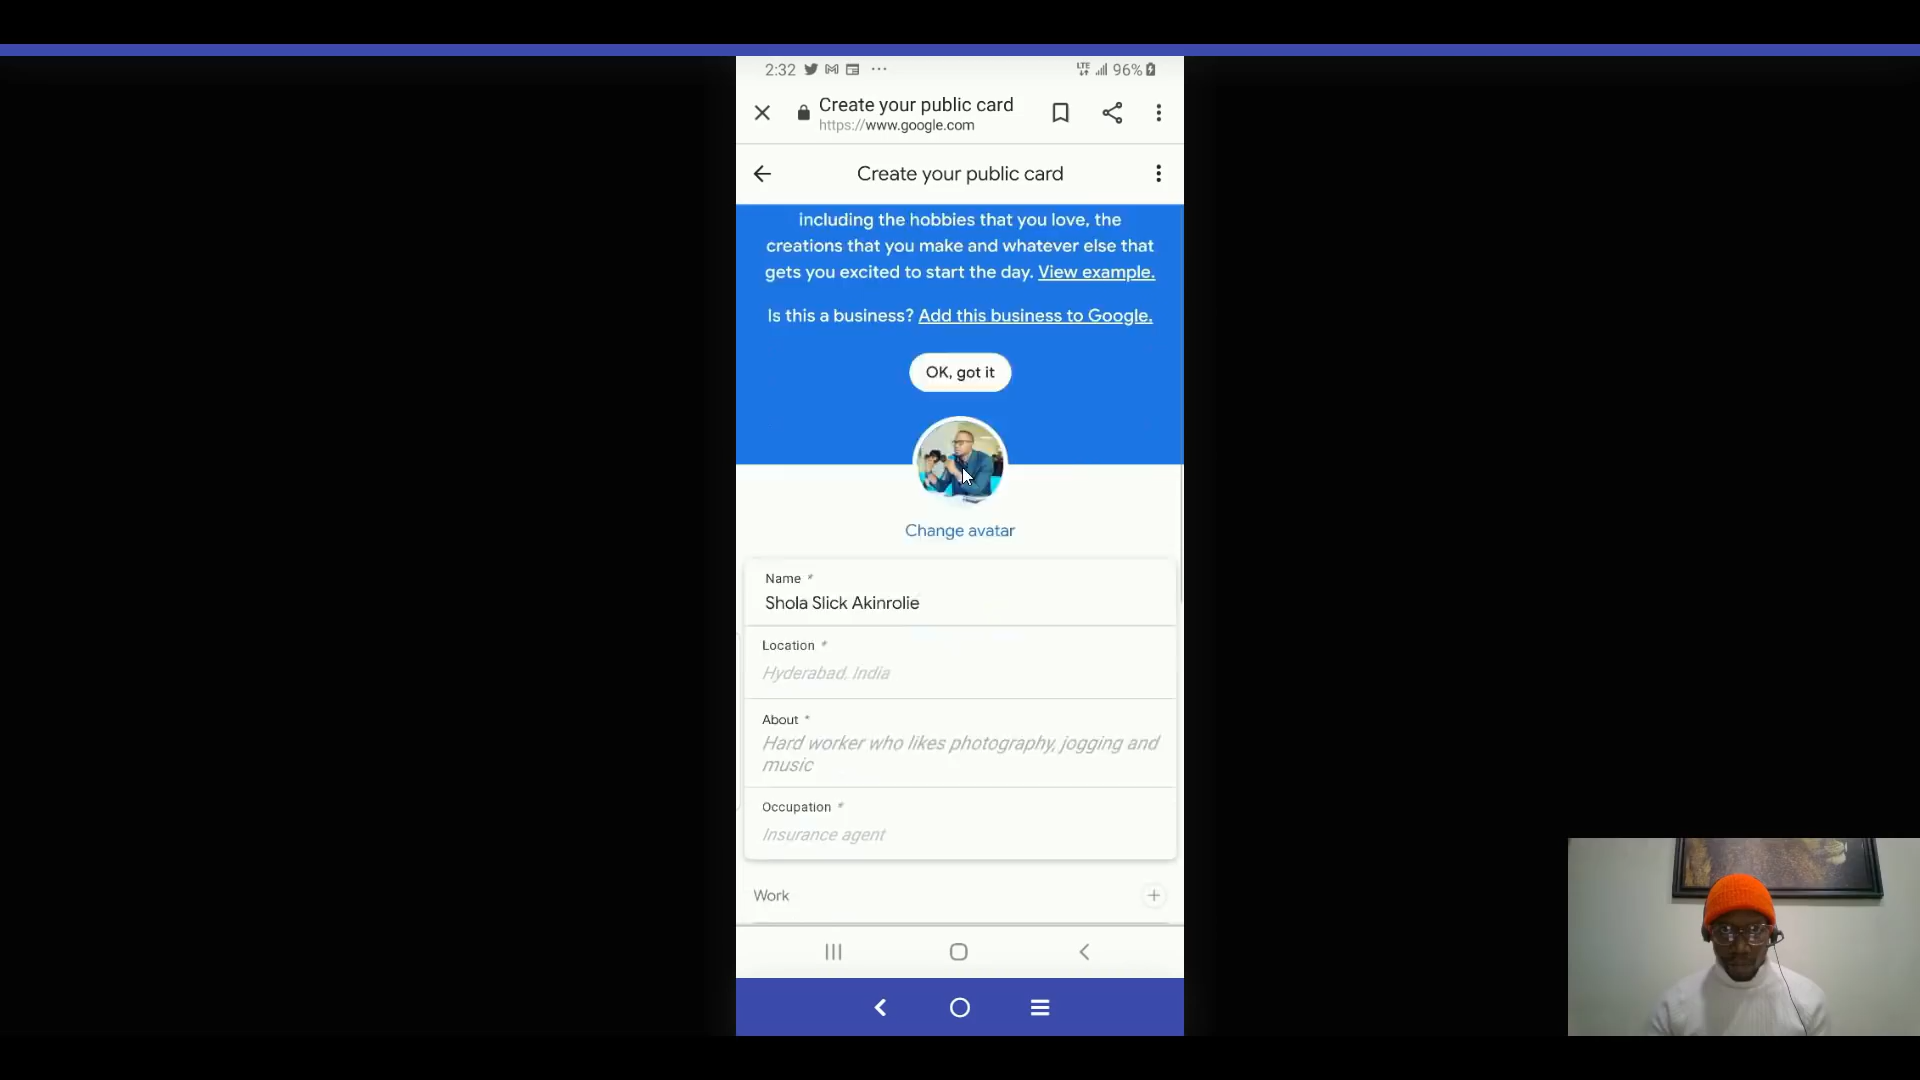 2:32
LTE
96%
Create your public card
https://www.google.com
Create your public card
including the hobbies that you love, the
creations that you make and whatever else that
gets you excited to start the day. View example.
Is this a business? Add this business to Google.
OK, got it
Change avatar
Name *
Shola Slick Akinrolie
Location *
Hyderabad, India
About *
Hard worker who likes photography, jogging and
music
Occupation *
Insurance agent
Work